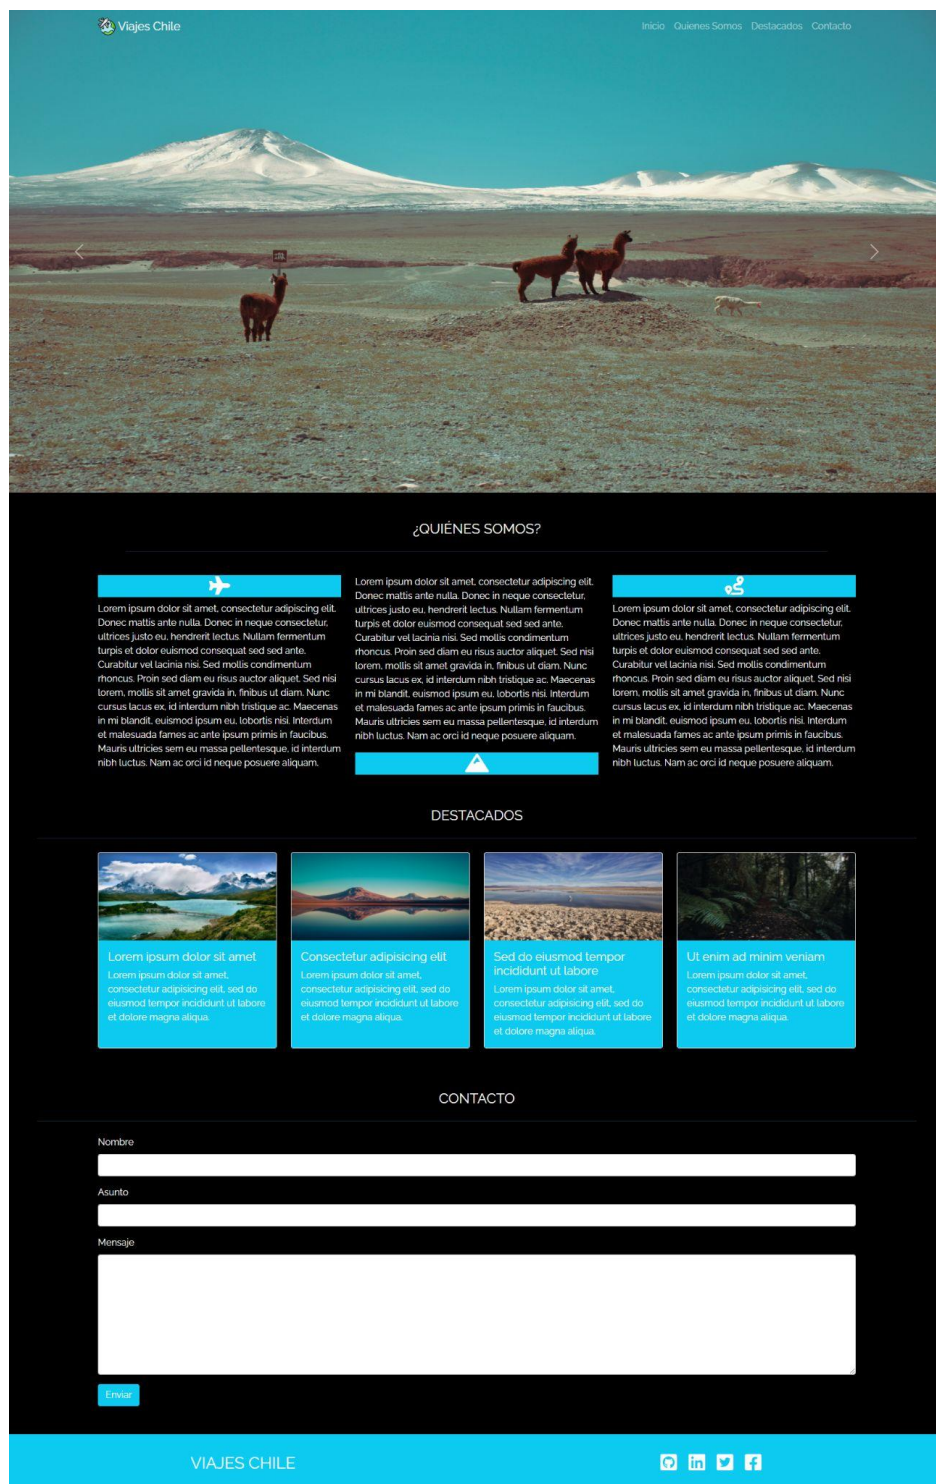 Viajes Chile
Inicio Quienes Somos Destacados Contacto
¿QUIÉNES SOMOS?
Lorem ipsum dolor sit amet, consectetur adipiscing elit.
Donec mattis ante nulla. Donec in neque consectetur,
ultrices justo eu, hendrerit lectus. Nullam fermentum
turpis et dolor euismod consequat sed sed ante.
Curabitur vel lacinia nisi. Sed mollis condimentum
rhoncus. Proin sed diam eu risus auctor aliquet. Sed nisi
lorem, mollis sit amet gravida in, finibus ut diam. Nunc
cursus lacus ex, id interdum nibh tristique ac. Maecenas
in mi blandit, euismod ipsum eu, lobortis nisi. Interdum
et malesuada fames ac ante ipsum primis in faucibus.
Mauris ultricies sem eu massa pellentesque, id interdum
nibh luctus. Nam ac orci id neque posuere aliquam.
Lorem ipsum dolor sit amet, consectetur adipiscing elit.
Donec mattis ante nulla. Donec in neque consectetur,
ultrices justo eu, hendrerit lectus. Nullam fermentum
turpis et dolor euismod consequat sed sed ante.
Curabitur vel lacinia nisi. Sed mollis condimentum
rhoncus. Proin sed diam eu risus auctor aliquet. Sed nisi
lorem, mollis sit amet gravida in, finibus ut diam. Nunc
cursus lacus ex, id interdum nibh tristique ac. Maecenas
in mi blandit, euismod ipsum eu, lobortis nisi. Interdum
et malesuada fames ac ante ipsum primis in faucibus.
Mauris ultricies sem eu massa pellentesque, id interdum
nibh luctus. Nam ac orci id neque posuere aliquam.
Lorem ipsum dolor sit amet, consectetur adipiscing elit.
Donec mattis ante nulla. Donec in neque consectetur,
ultrices justo eu, hendrerit lectus. Nullam fermentum
turpis et dolor euismod consequat sed sed ante.
Curabitur vel lacinia nisi. Sed mollis condimentum
rhoncus. Proin sed diam eu risus auctor aliquet. Sed nisi
lorem, mollis sit amet gravida in, finibus ut diam. Nunc
cursus lacus ex, id interdum nibh tristique ac. Maecenas
in mi blandit, euismod ipsum eu, lobortis nisi. Interdum
et malesuada fames ac ante ipsum primis in faucibus.
Mauris ultricies sem eu massa pellentesque, id interdum
nibh luctus. Nam ac orci id neque posuere aliquam.
DESTACADOS
Lorem ipsum dolor sit amet
Lorem ipsum dolor sit amet,
consectetur adipisicing elit, sed do
eiusmod tempor incididunt ut labore
et dolore magna aliqua.
Consectetur adipisicing elit
Lorem ipsum dolor sit amet,
consectetur adipisicing elit, sed do
eiusmod tempor incididunt ut labore
et dolore magna aliqua.
Sed do eiusmod tempor
incididunt ut labore
Lorem ipsum dolor sit amet,
consectetur adipisicing elit, sed do
eiusmod tempor incididunt ut labore
et dolore magna aliqua.
Ut enim ad minim veniam
Lorem ipsum dolor sit amet,
consectetur adipisicing elit, sed do
eiusmod tempor incididunt ut labore
et dolore magna aliqua.
CONTACTO
Nombre
Asunto
Mensaje
Enviar
VIAJES CHILE